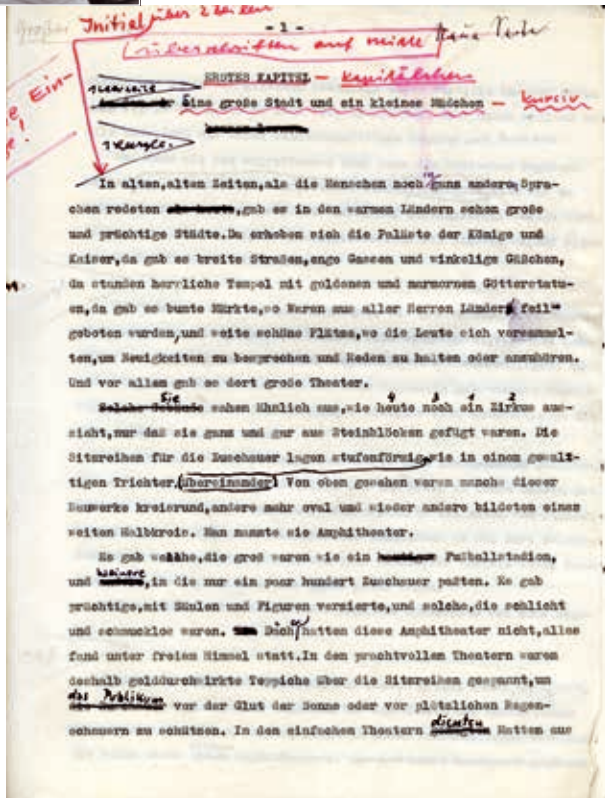 Großes Initial über 2 Zeilen
- 1 -
Neue Seite
Überschriften auf Mitte
ERSTES KAPITEL — Kapitälchen
Eine große Stadt und ein kleines Mädchen — kursiv
In alten,alten Zeiten,als die Menschen noch in ganz anderen Spra-
chen redeten,gab es in den warmen Ländern schon große
und prächtige Städte.Da erhoben sich die Paläste der Könige und
Kaiser,da gab es breite Straßen,enge Gassen und winkelige Gäßchen,
da standen herrliche Tempel mit goldenen und marmornen Götterstatu-
en,da gab es bunte Märkte,wo Waren aus aller Herren Länder feil-
geboten wurden,und weite schöne Plätze,wo die Leute sich versammel-
ten,um Neuigkeiten zu besprechen und Reden zu halten oder anzuhören.
Und vor allem gab es dort große Theater.
Sie sahen ähnlich aus,wie heute noch ein Zirkus aus-
4 3 1 2
sieht,nur daß sie ganz und gar aus Steinblöcken gefügt waren. Die
Sitzreihen für die Zuschauer lagen stufenförmig wie in einem gewal-
tigen Trichter,übereinander. Von oben gesehen waren manche dieser
Bauwerke kreisrund,andere mehr oval und wieder andere bildeten einen
weiten Halbkreis. Man nannte sie Amphitheater.
Es gab welche,die groß waren wie ein Fußballstadion,
und kleinere,in die nur ein paar hundert Zuschauer paßten. Es gab
prächtige,mit Säulen und Figuren verzierte,und solche,die schlicht
und schmucklos waren. Dächer hatten diese Amphitheater nicht,alles
fand unter freiem Himmel statt.In den prachtvollen Theatern waren
deshalb golddurchwirkte Teppiche über die Sitzreihen gespannt,um
das Publikum vor der Glut der Sonne oder vor plötzlichen Regen-
schauern zu schützen. In den einfachen Theatern dienten Matten aus